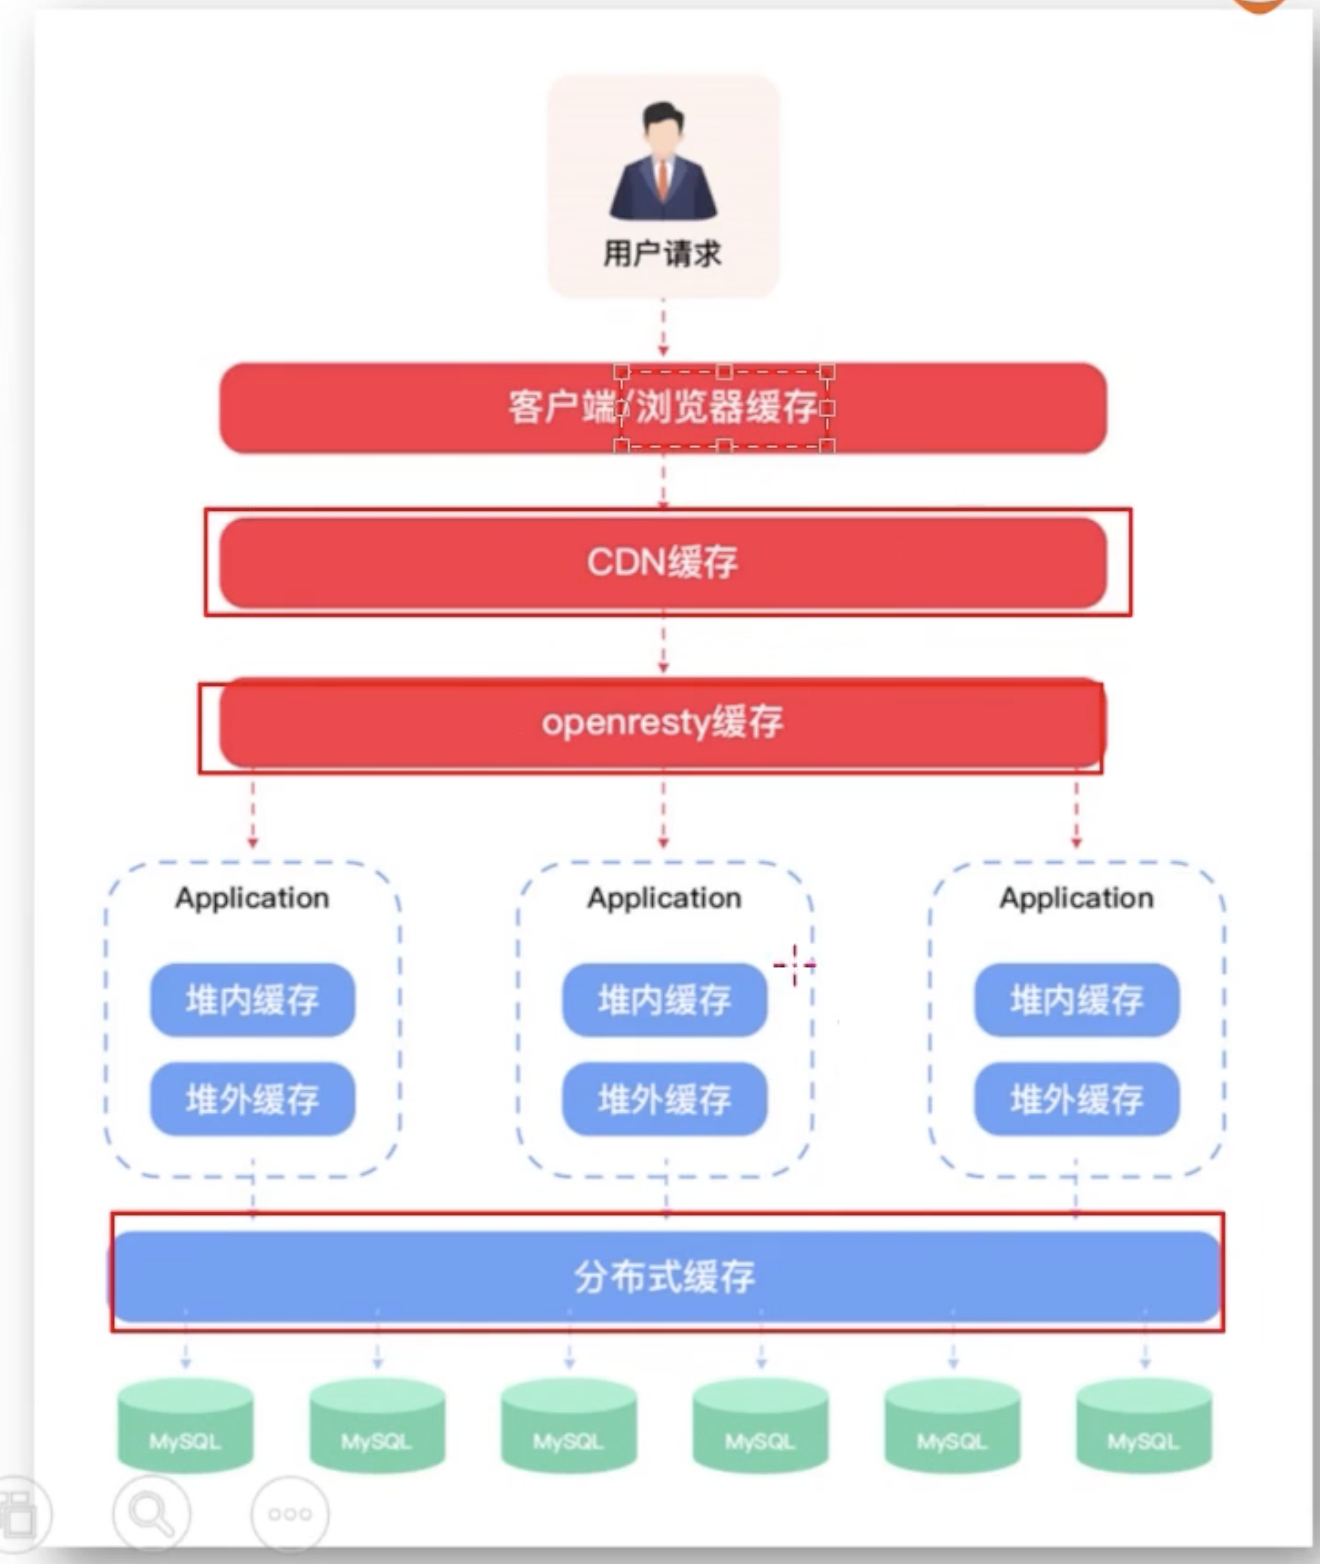 用户请求
客户端/浏览器缓存
CDN缓存
openresty缓存
Application
Application
Application
堆内缓存
堆内缓存
堆内缓存
堆外缓存
堆外缓存
堆外缓存
分布式缓存
MySQL
MySQL
MySQL
MySQL
MySQL
MySQL